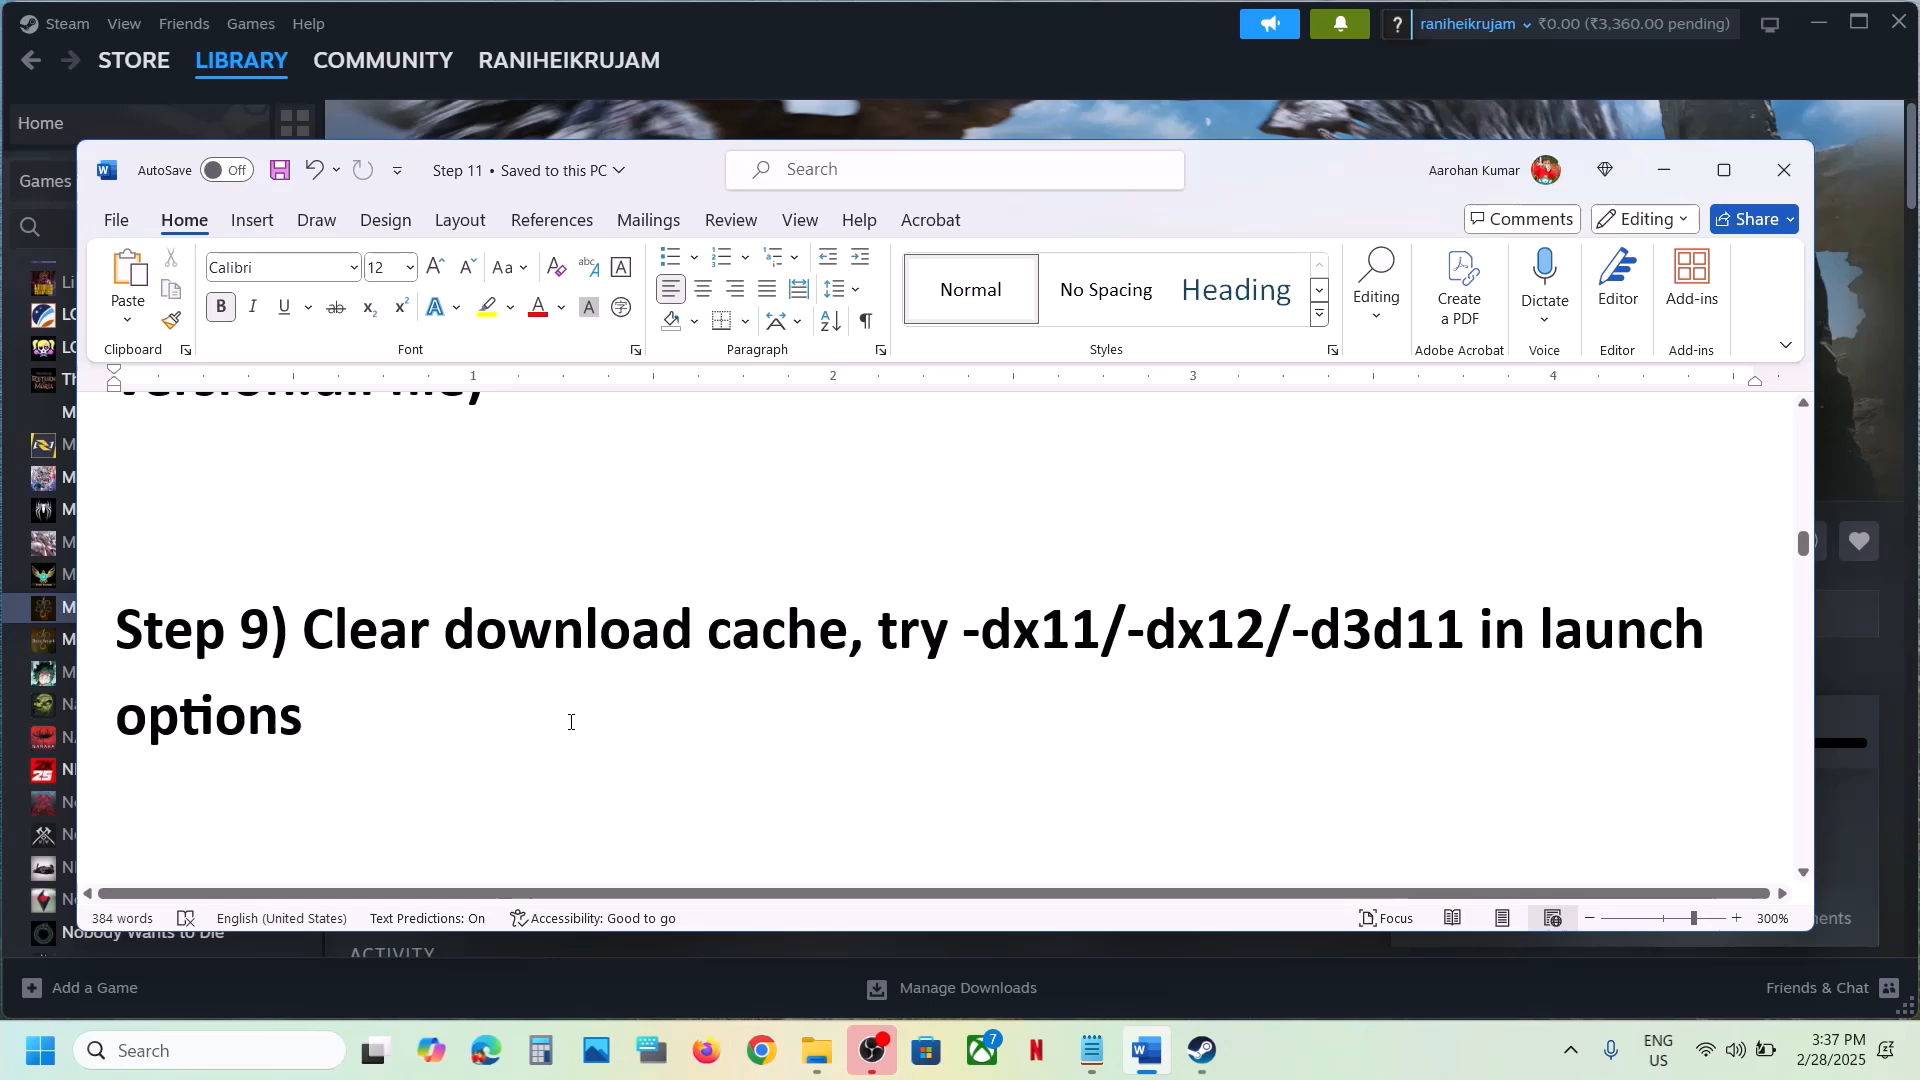 Steam View Friends Games Help
raniheikrujam ₹0.00 (₹3,360.00 pending)
STORE LIBRARY COMMUNITY RANIHEIKRUJAM
Home
Games
AutoSave Off
Step 11 • Saved to this PC
Search
Aarohan Kumar
File Home Insert Draw Design Layout References Mailings Review View Help Acrobat
Comments Editing Share
Paste
Calibri 12
Normal No Spacing Heading
Editing
Create a PDF
Dictate
Editor
Add-ins
Clipboard Font Paragraph Styles Adobe Acrobat Voice Editor Add-ins
1 2 3 4
Step 9) Clear download cache, try -dx11/-dx12/-d3d11 in launch
options
384 words English (United States) Text Predictions: On Accessibility: Good to go Focus 300%
Nobody Wants to Die
ACTIVITY
Add a Game Manage Downloads Friends & Chat
Search
7
ENG
US
3:37 PM
2/28/2025